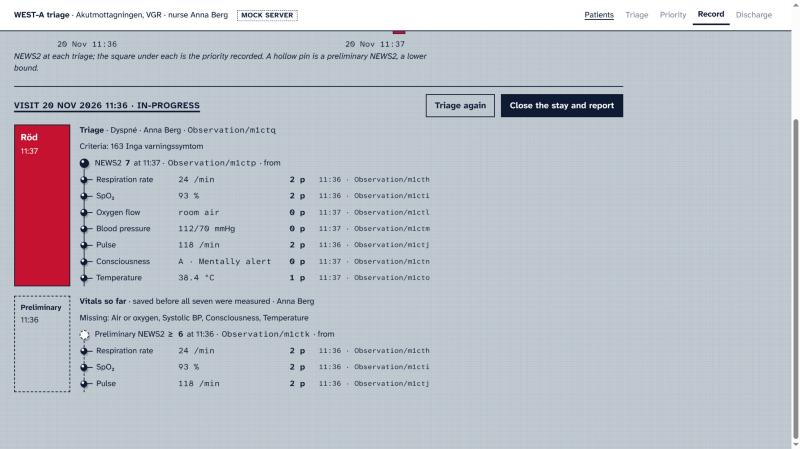 WEST-A triage · Akutmottagningen, VGR · nurse Anna Berg MOCK SERVER Patients Triage Priority Record Discharge
20 Nov 11:36 20 Nov 11:37
NEWS2 at each triage; the square under each is the priority recorded. A hollow pin is a preliminary NEWS2, a lower
bound.
VISIT 20 NOV 2026 11:36 · IN-PROGRESS Triage again Close the stay and report
Röd
11:37
Triage · Dyspné · Anna Berg · Observation/m1ctq
Criteria: 163 Inga varningssymtom
NEWS2 7 at 11:37 · Observation/m1ctp · from
Respiration rate 24 /min 2 p 11:36 · Observation/m1cth
SpO₂ 93 % 2 p 11:36 · Observation/m1cti
Oxygen flow room air 0 p 11:37 · Observation/m1ctl
Blood pressure 112/70 mmHg 0 p 11:37 · Observation/m1ctm
Pulse 118 /min 2 p 11:36 · Observation/m1ctj
Consciousness A · Mentally alert 0 p 11:37 · Observation/m1ctn
Temperature 38.4 °C 1 p 11:37 · Observation/m1cto
Preliminary
11:36
Vitals so far · saved before all seven were measured · Anna Berg
Missing: Air or oxygen, Systolic BP, Consciousness, Temperature
Preliminary NEWS2 ≥ 6 at 11:36 · Observation/m1ctk · from
Respiration rate 24 /min 2 p 11:36 · Observation/m1cth
SpO₂ 93 % 2 p 11:36 · Observation/m1cti
Pulse 118 /min 2 p 11:36 · Observation/m1ctj